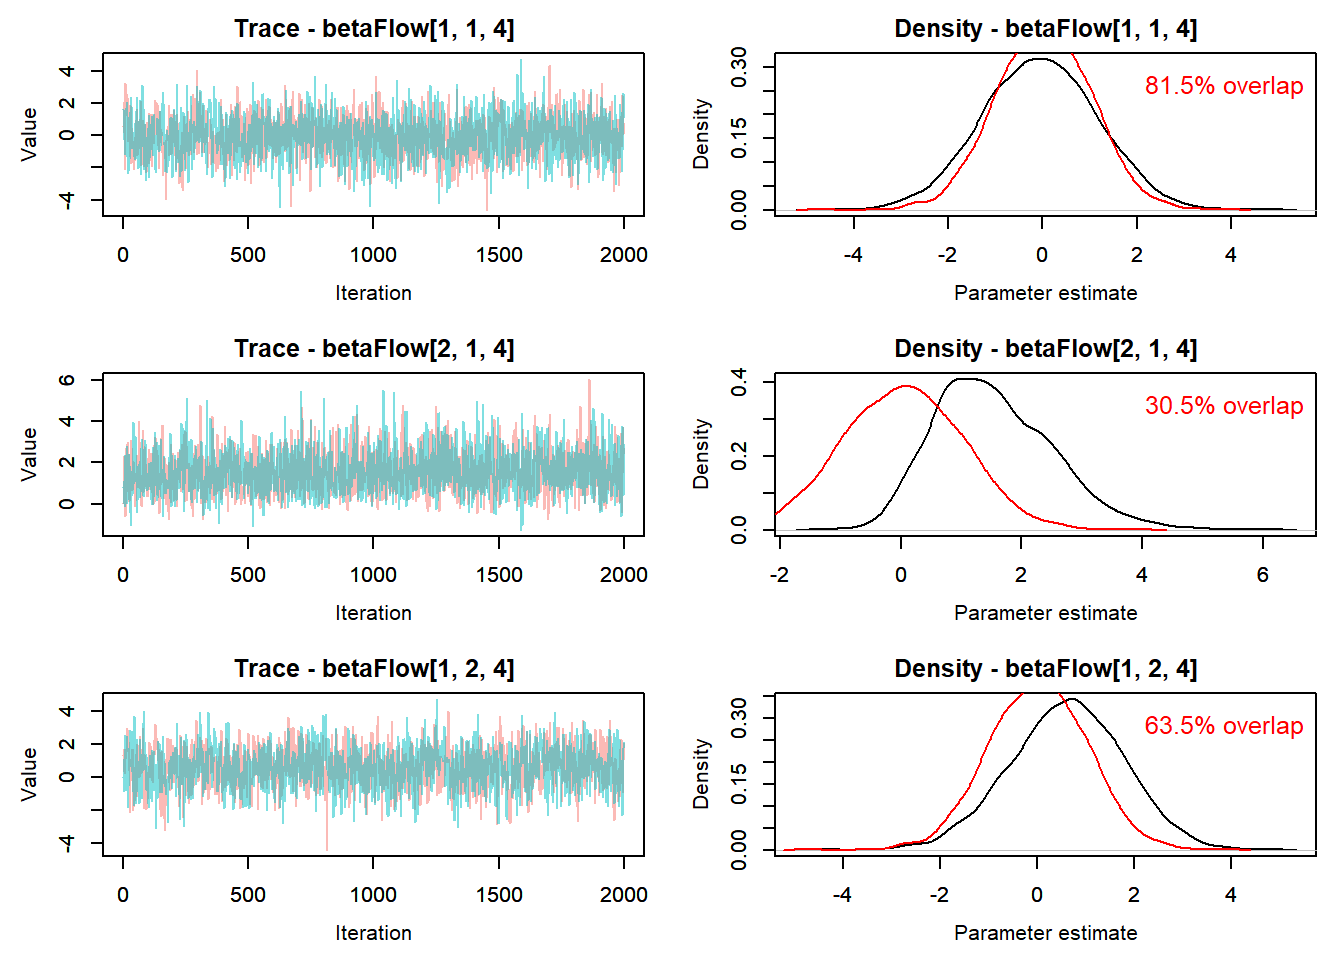 Trace - betaFlow[1, 1, 4]
Value
4
2
0
-4
0
500
1000
1500
2000
Iteration
Density - betaFlow[1, 1, 4]
Density
0.30
0.15
0.00
81.5% overlap
-4
-2
0
2
4
Parameter estimate
Trace - betaFlow[2, 1, 4]
Value
6
4
2
0
0
500
1000
1500
2000
Iteration
Density - betaFlow[2, 1, 4]
Density
0.4
0.2
0.0
30.5% overlap
-2
0
2
4
6
Parameter estimate
Trace - betaFlow[1, 2, 4]
Value
4
2
0
-4
0
500
1000
1500
2000
Iteration
Density - betaFlow[1, 2, 4]
Density
0.30
0.15
0.00
63.5% overlap
-4
-2
0
2
4
Parameter estimate